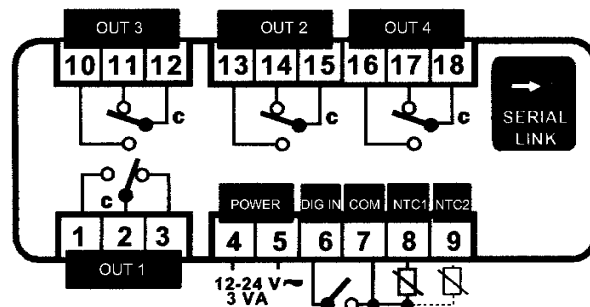 OUT 3 OUT 2 OUT 4
10 11 12 13 14 15 16 17 18
c c c
SERIAL
LINK
c
POWER DIG IN COM NTC1 NTC2
1 2 3 4 5 6 7 8 9
OUT 1
12-24 V~
3 VA